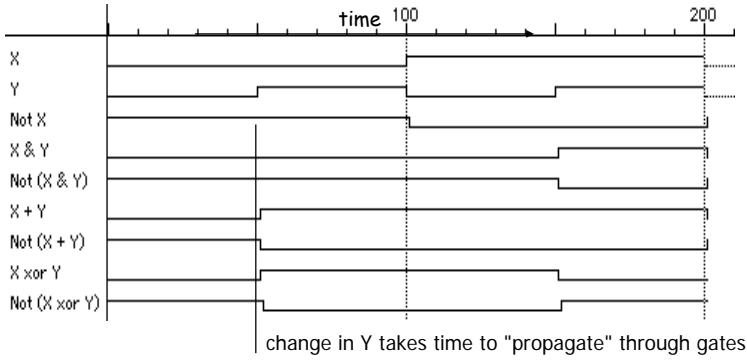 time
100
200
X
Y
Not X
X & Y
Not (X & Y)
X + Y
Not (X + Y)
X xor Y
Not (X xor Y)
change in Y takes time to "propagate" through gates